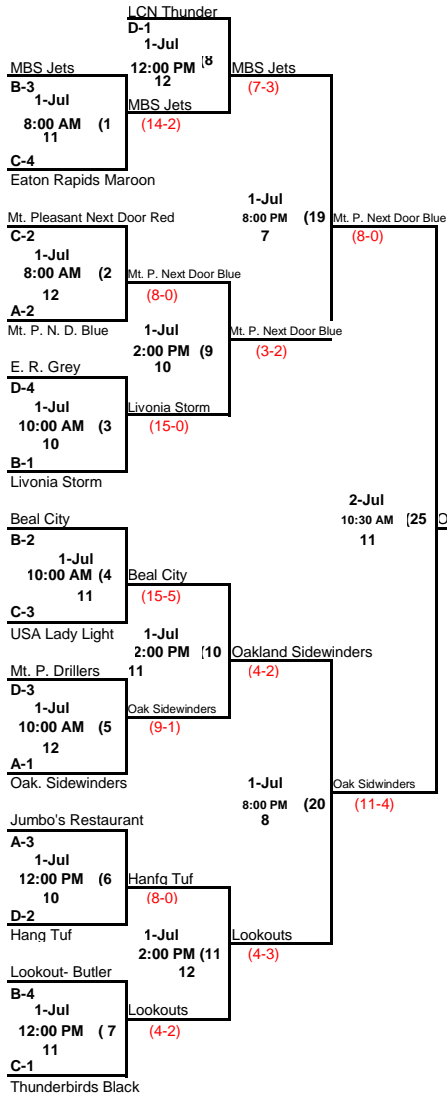 LCN Thunder
D-1
1-Jul
12:00 PM (8
12
MBS Jets
B-3
1-Jul
8:00 AM (1
11
C-4
Eaton Rapids Maroon
MBS Jets
(14-2)
MBS Jets
(7-3)
Mt. Pleasant Next Door Red
C-2
1-Jul
8:00 AM (2
12
A-2
Mt. P. N. D. Blue
Mt. P. Next Door Blue
(8-0)
1-Jul
2:00 PM (9
10
Mt. P. Next Door Blue
(3-2)
E. R. Grey
D-4
1-Jul
10:00 AM (3
10
B-1
Livonia Storm
Livonia Storm
(15-0)
1-Jul
8:00 PM (19
7
Mt. P. Next Door Blue
(8-0)
Beal City
B-2
1-Jul
10:00 AM (4
11
C-3
USA Lady Light
Beal City
(15-5)
1-Jul
2:00 PM (10
11
Oakland Sidewinders
(4-2)
Mt. P. Drillers
D-3
1-Jul
10:00 AM (5
12
A-1
Oak. Sidewinders
Oak Sidewinders
(9-1)
2-Jul
10:30 AM (25
11
O
1-Jul
8:00 PM (20
8
Oak Sidwinders
(11-4)
Jumbo's Restaurant
A-3
1-Jul
12:00 PM (6
10
D-2
Hang Tuf
Hanfq Tuf
(8-0)
1-Jul
2:00 PM (11
12
Lookouts
(4-3)
Lookout- Butler
B-4
1-Jul
12:00 PM ( 7
11
C-1
Thunderbirds Black
Lookouts
(4-2)